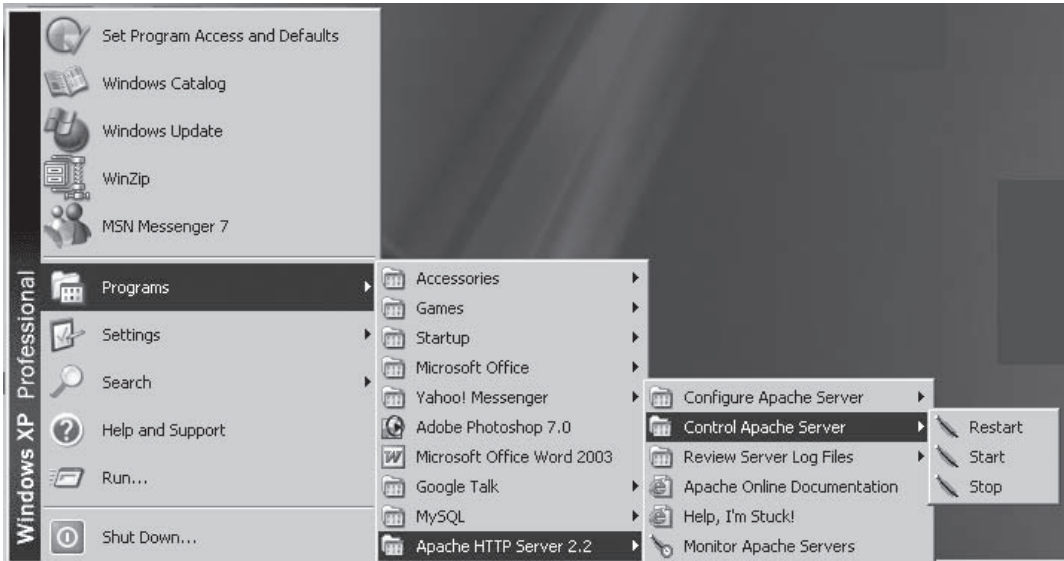 Set Program Access and Defaults
Windows Catalog
Windows Update
WinZip
MSN Messenger 7
Programs
Settings
Search
Help and Support
Run...
Shut Down...
Windows XP Professional
Accessories
Games
Startup
Microsoft Office
Yahoo! Messenger
Adobe Photoshop 7.0
Microsoft Office Word 2003
Google Talk
MySQL
Apache HTTP Server 2.2
Configure Apache Server
Control Apache Server
Review Server Log Files
Apache Online Documentation
Help, I'm Stuck!
Monitor Apache Servers
Restart
Start
Stop